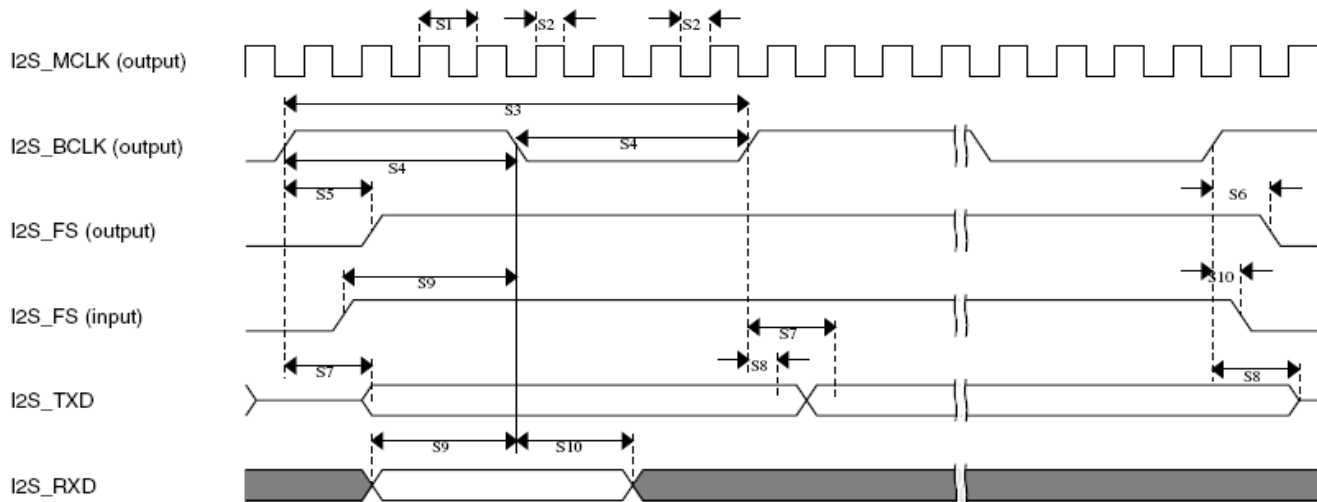 S1 S2 S2
I2S_MCLK (output)
S3
I2S_BCLK (output) S4
S4
S5 S6
I2S_FS (output)
S9 S10
I2S_FS (input)
S7
S7 S8 S8
I2S_TXD
S9 S10
I2S_RXD